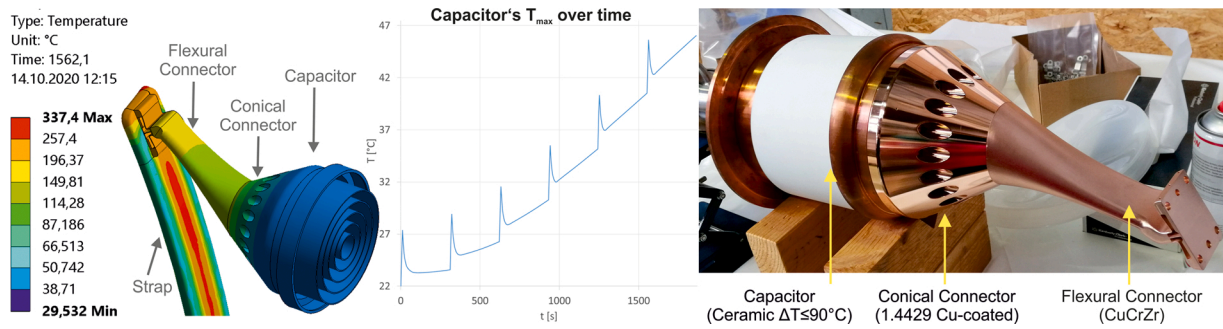 Type: Temperature
Unit: °C
Time: 1562,1
14.10.2020 12:15
337,4 Max
257,4
196,37
149,81
114,28
87,186
66,513
50,742
38,71
29,532 Min
Flexural
Connector
Capacitor
Conical
Connector
Strap
Capacitor‘s Tmax over time
T [°C]
47
42
37
32
27
22
0
500
1000
1500
t [s]
Capacitor
(Ceramic ΔT≤90°C)
Conical Connector
(1.4429 Cu-coated)
Flexural Connector
(CuCrZr)